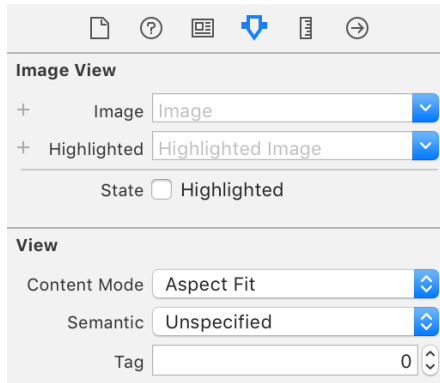 Image View
+ Image Image
+ Highlighted Highlighted Image
State Highlighted
View
Content Mode Aspect Fit
Semantic Unspecified
Tag 0